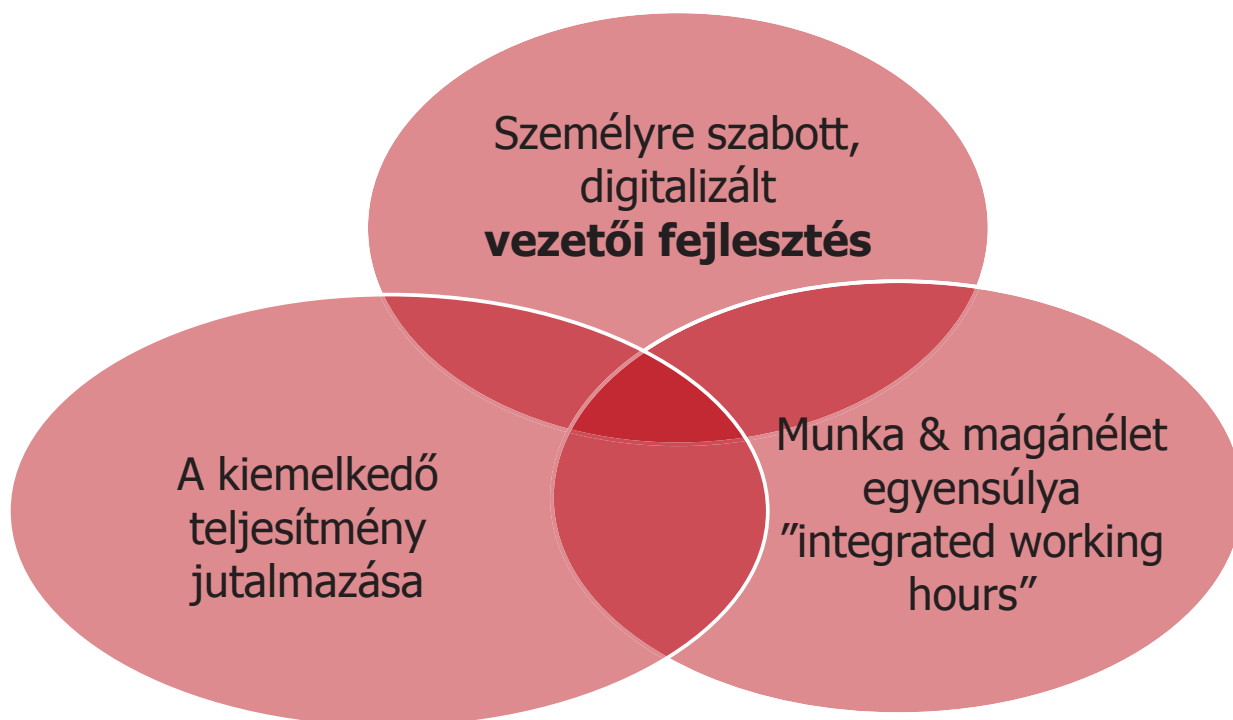 Személyre szabott,
digitalizált
vezetői fejlesztés
A kiemelkedő
teljesítmény
jutalmazása
Munka & magánélet
egyensúlya
”integrated working
hours”